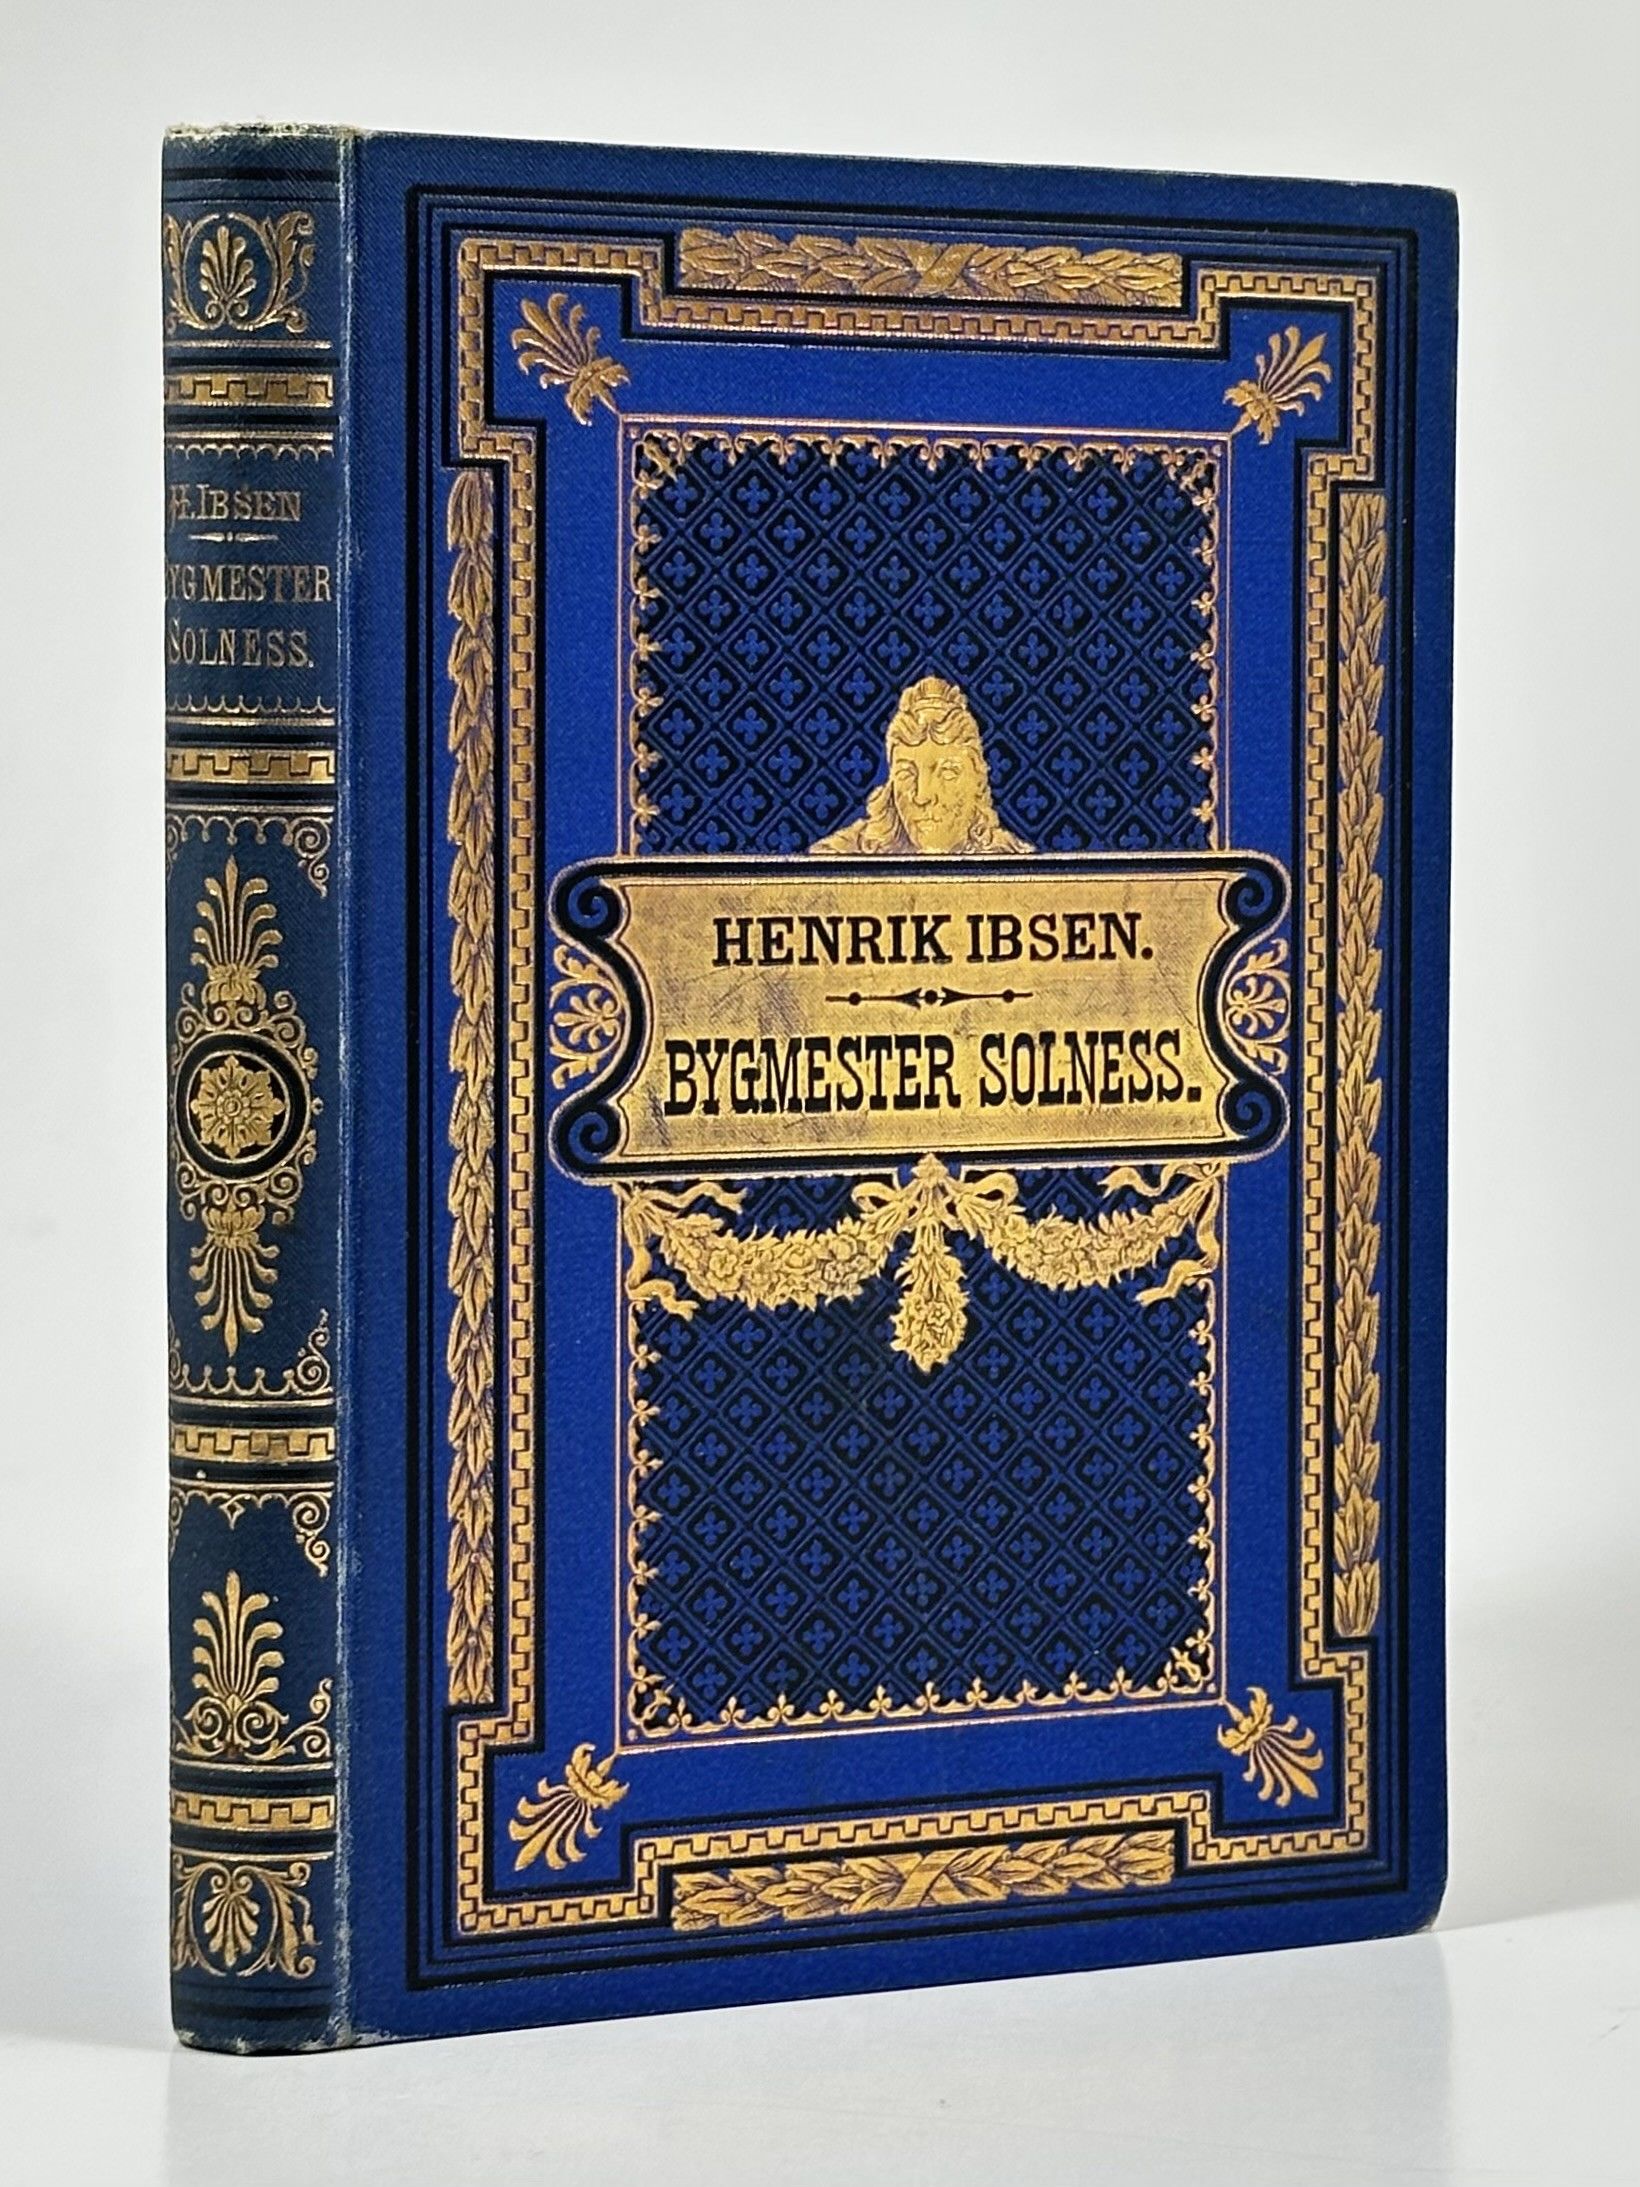 H. IBSEN
BYGMESTER
SOLNESS.
HENRIK IBSEN.
BYGMESTER SOLNESS.